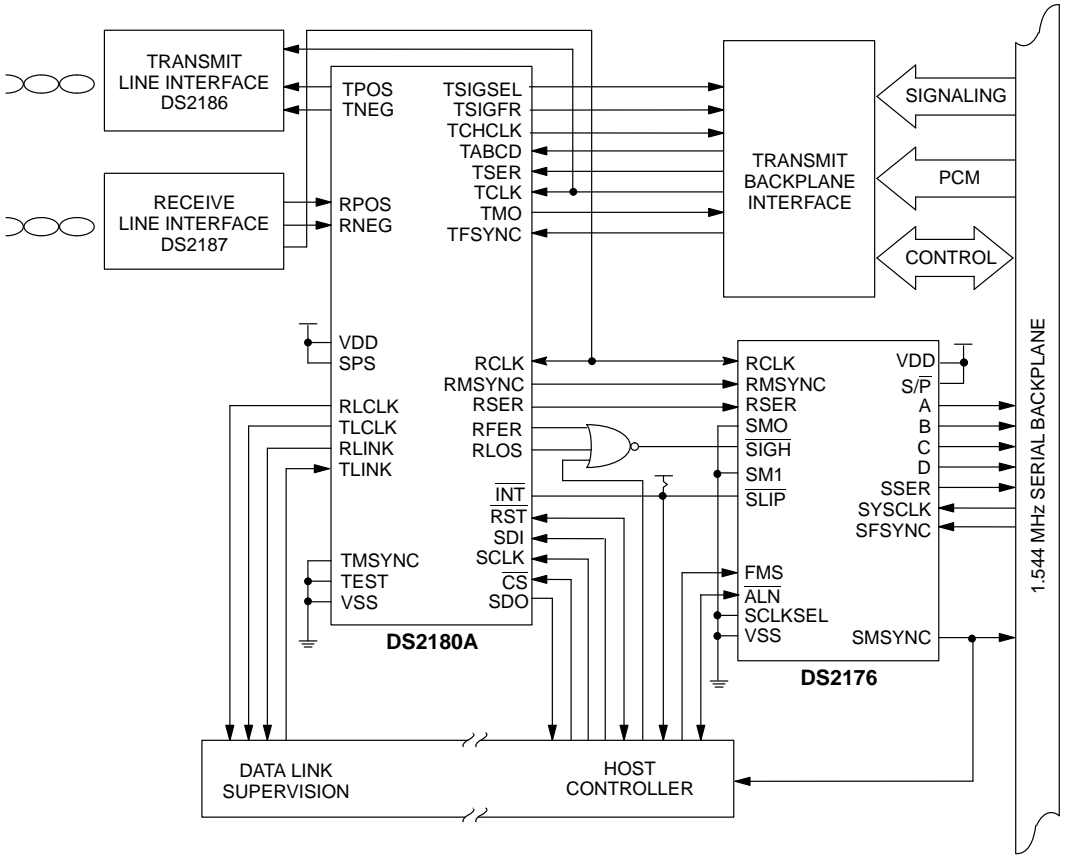 TRANSMIT
LINE INTERFACE
DS2186
RECEIVE
LINE INTERFACE
DS2187
TPOS
TNEG
RPOS
RNEG
VDD
SPS
RLCLK
TLCLK
RLINK
TLINK
TMSYNC
TEST
VSS
TSIGSEL
TSIGFR
TCHCLK
TABCD
TSER
TCLK
TMO
TFSYNC
RCLK
RMSYNC
RSER
RFER
RLOS
INT
RST
SDI
SCLK
CS
SDO
DS2180A
TRANSMIT
BACKPLANE
INTERFACE
SIGNALING
PCM
CONTROL
RCLK
RMSYNC
RSER
SMO
SIGH
SM1
SLIP
FMS
ALN
SCLKSEL
VSS
VDD
S/P
A
B
C
D
SSER
SYSCLK
SFSYNC
SMSYNC
DS2176
1.544 MHz SERIAL BACKPLANE
DATA LINK
SUPERVISION
HOST
CONTROLLER